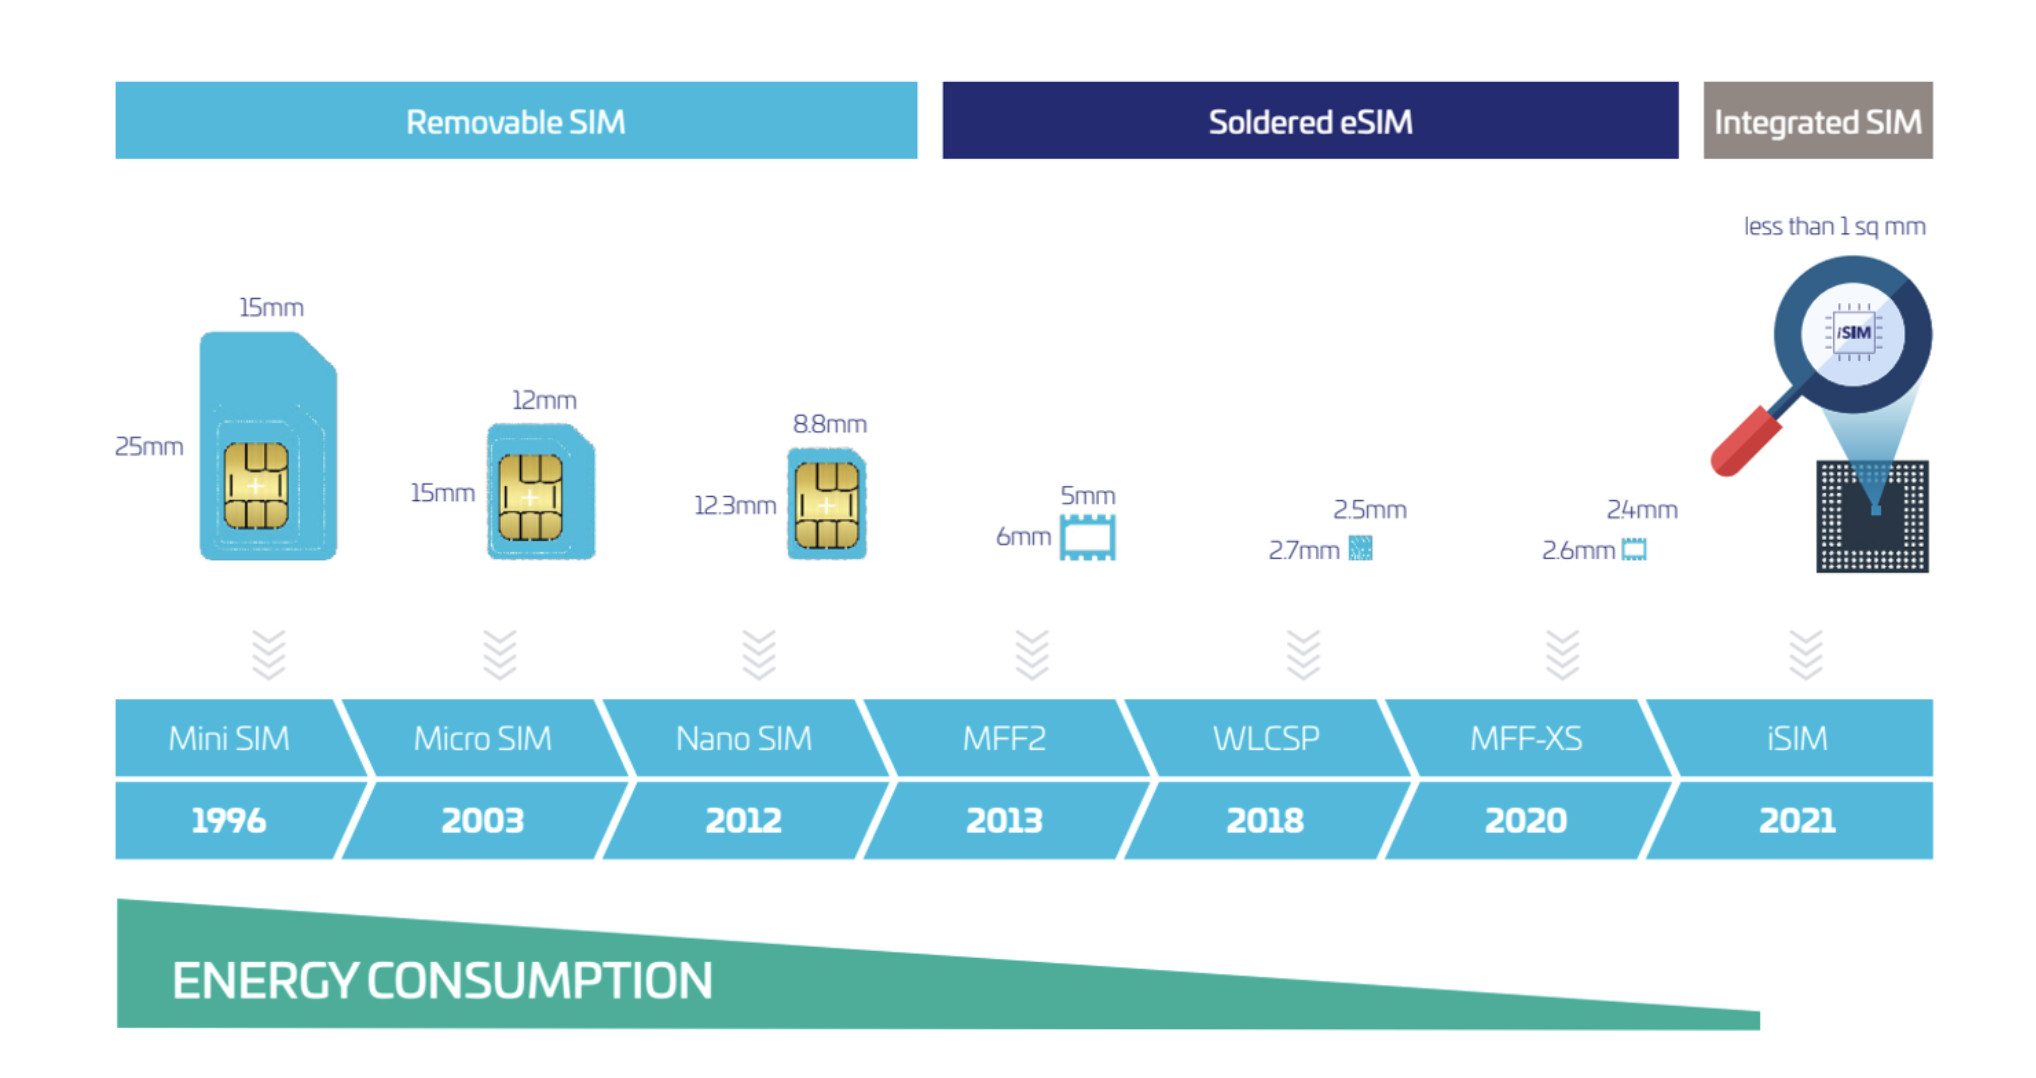 Removable SIM
Soldered eSIM
Integrated SIM
less than 1 sq mm
iSIM
15mm
25mm
12mm
15mm
8.8mm
12.3mm
5mm
6mm
2.5mm
2.7mm
2.4mm
2.6mm
Mini SIM
Micro SIM
Nano SIM
MFF2
WLCSP
MFF-XS
iSIM
1996
2003
2012
2013
2018
2020
2021
ENERGY CONSUMPTION